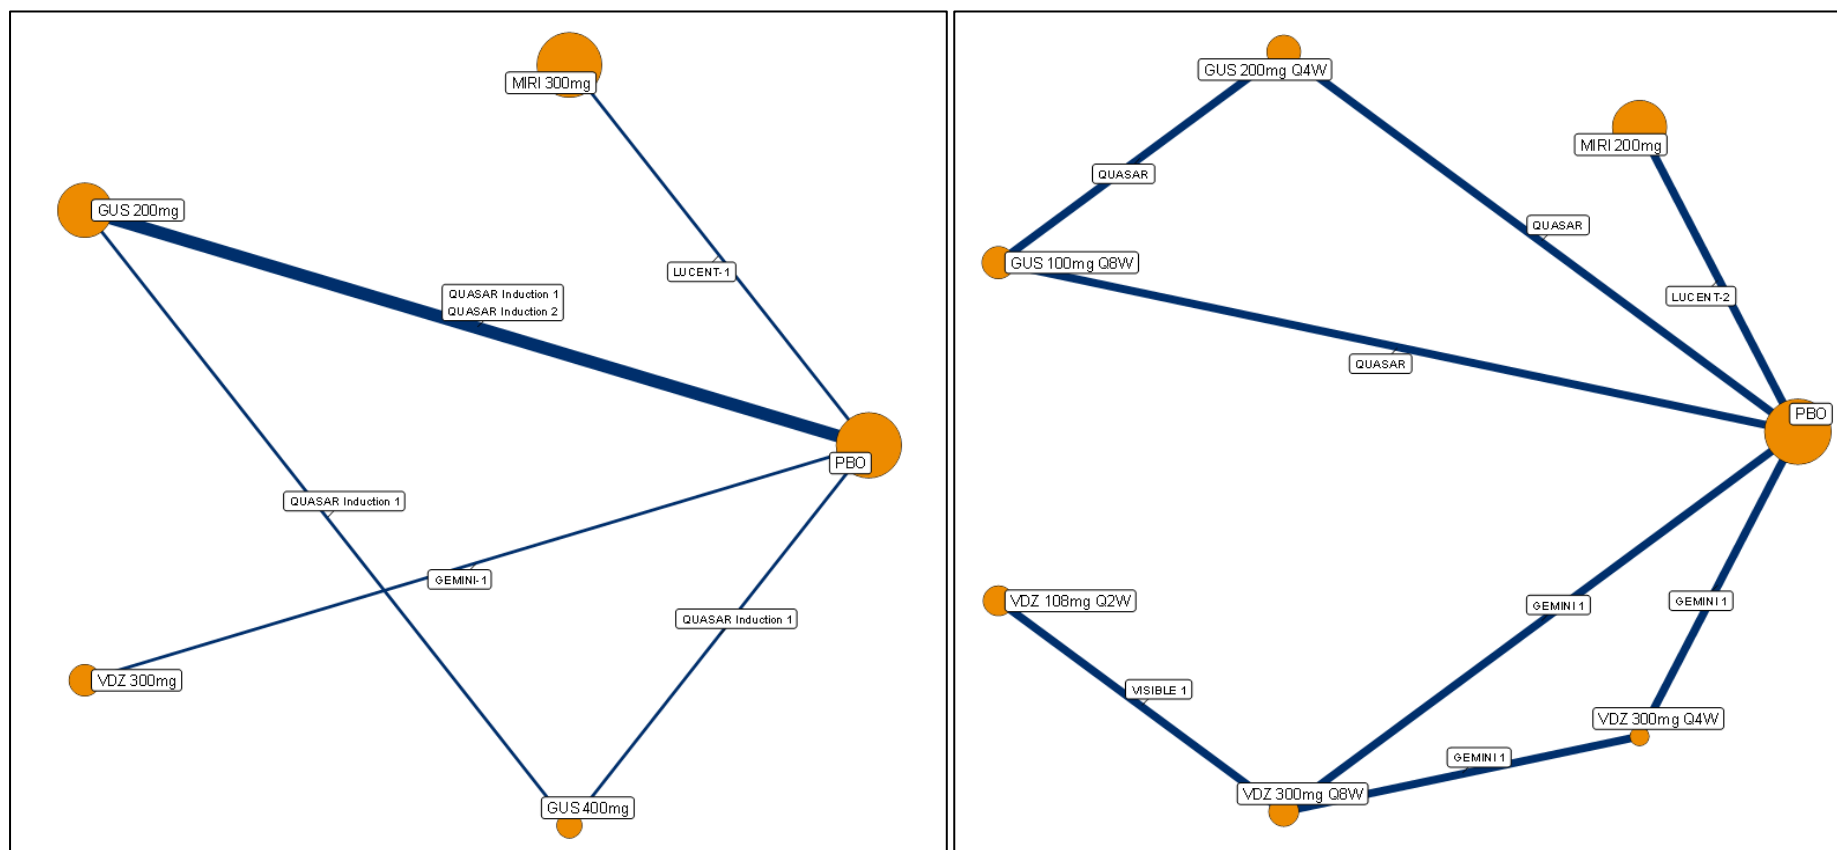 MIRI 300mg
GUS 200mg
LUCENT-1
QUASAR Induction 1
QUASAR Induction 2
PBO
QUASAR Induction 1
GEMINI-1
QUASAR Induction 1
VDZ 300mg
GUS 400mg
GUS 200mg Q4W
MIRI 200mg
QUASAR
QUASAR
GUS 100mg Q8W
LUCENT-2
QUASAR
PBO
VDZ 108mg Q2W
GEMINI 1
GEMINI 1
VISIBLE 1
VDZ 300mg Q4W
GEMINI 1
VDZ 300mg Q8W